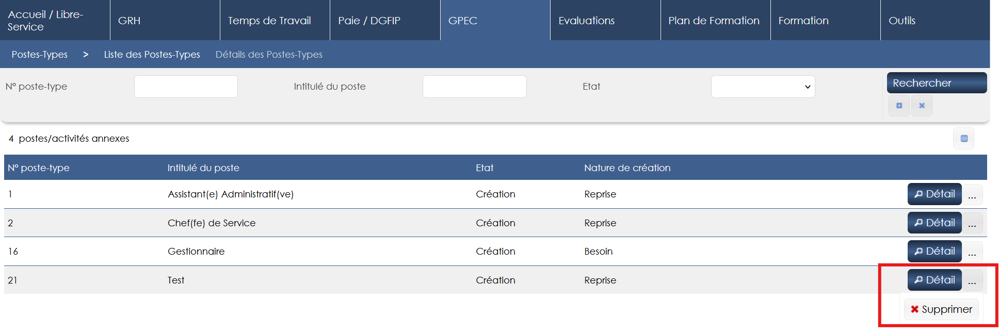 Accueil / Libre-
Service
GRH
Temps de Travail
Paie / DGFIP
GPEC
Evaluations
Plan de Formation
Formation
Outils
Postes-Types > Liste des Postes-Types Détails des Postes-Types
N° poste-type
Intitulé du poste
Etat
Rechercher
4 postes/activités annexes
N° poste-type Intitulé du poste Etat Nature de création
1 Assistant(e) Administratif(ve) Création Reprise Détail ...
2 Chef(fe) de Service Création Reprise Détail ...
16 Gestionnaire Création Besoin Détail ...
21 Test Création Reprise Détail ...
Supprimer